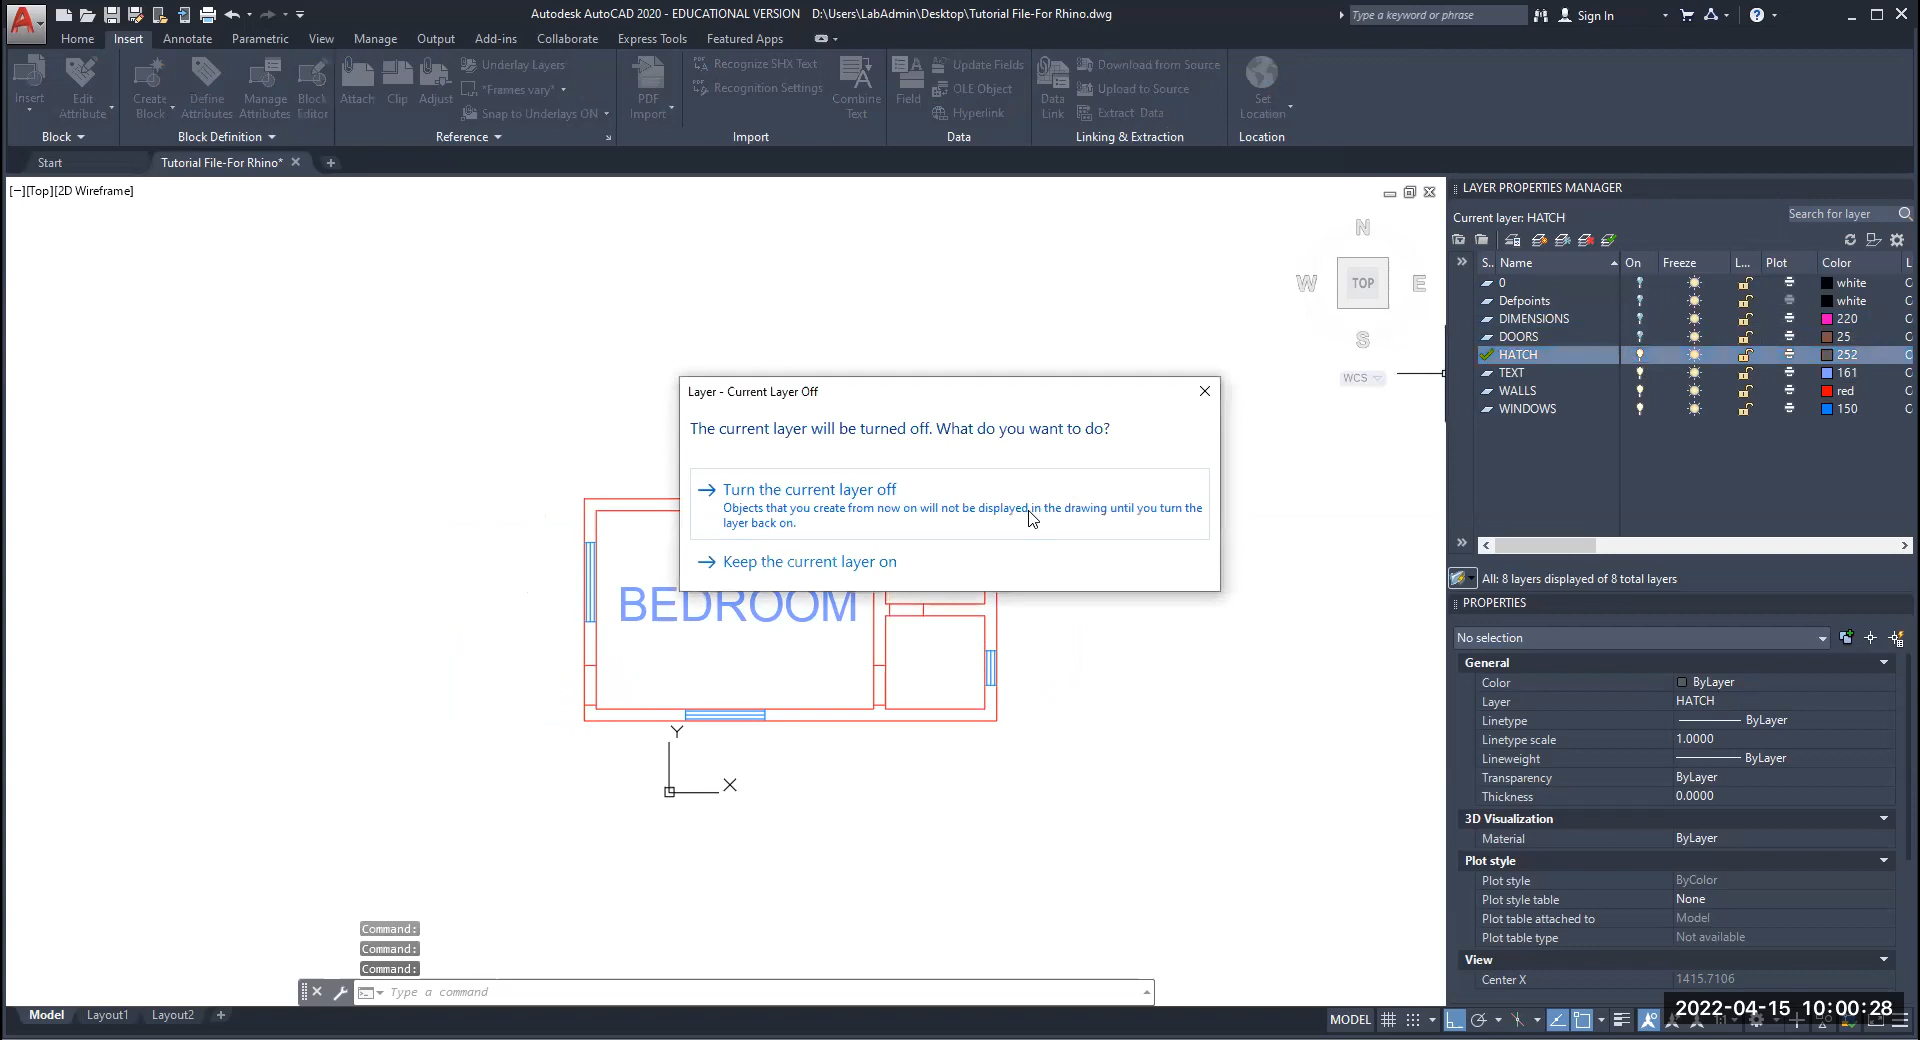 Autodesk AutoCAD 2020 - EDUCATIONAL VERSION D:\Users\LabAdmin\Desktop\Tutorial File-For Rhino.dwg
Type a keyword or phrase
Sign In
Home Insert Annotate Parametric View Manage Output Add-ins Collaborate Express Tools Featured Apps
Insert
Edit Attribute
Create Block
Define Attributes
Manage Attributes
Block Editor
Attach
Clip
Adjust
Underlay Layers
*Frames vary*
Snap to Underlays ON
PDF Import
Recognize SHX Text
Recognition Settings
Combine Text
Field
Update Fields
OLE Object
Hyperlink
Data Link
Download from Source
Upload to Source
Extract Data
Set Location
Block
Block Definition
Reference
Import
Data
Linking & Extraction
Location
Start
Tutorial File-For Rhino*
[−][Top][2D Wireframe]
N
W TOP E
S
WCS
Layer - Current Layer Off
The current layer will be turned off. What do you want to do?
Turn the current layer off
Objects that you create from now on will not be displayed in the drawing until you turn the
layer back on.
Keep the current layer on
BEDROOM
Y
X
Command:
Command:
Command:
Type a command
Model Layout1 Layout2
LAYER PROPERTIES MANAGER
Current layer: HATCH
Search for layer
S.. Name On Freeze L... Plot Color L
0 white C
Defpoints white C
DIMENSIONS 220 C
DOORS 25 C
HATCH 252 C
TEXT 161 C
WALLS red C
WINDOWS 150 C
All: 8 layers displayed of 8 total layers
PROPERTIES
No selection
General
Color ByLayer
Layer HATCH
Linetype ByLayer
Linetype scale 1.0000
Lineweight ByLayer
Transparency ByLayer
Thickness 0.0000
3D Visualization
Material ByLayer
Plot style
Plot style ByColor
Plot style table None
Plot table attached to Model
Plot table type Not available
View
Center X 1415.7106
2022-04-15 10:00:28
MODEL